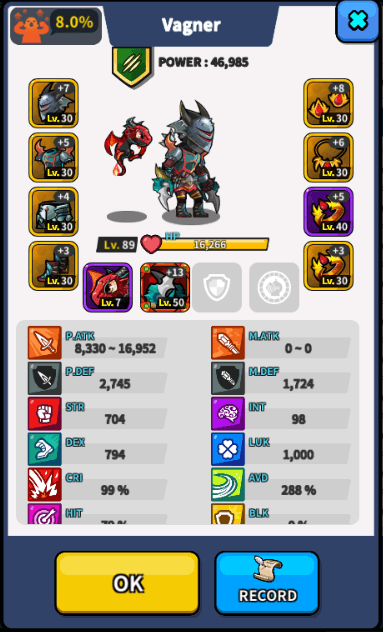 8.0%
Vagner
POWER : 46,985
+7
Lv. 30
+8
Lv. 30
+5
Lv. 30
+6
Lv. 30
+4
Lv. 30
+5
Lv. 40
+3
Lv. 30
+3
Lv. 30
Lv. 89
HP
16,266
Lv. 7
+13
Lv. 50
P.ATK
8,330 ~ 16,952
M.ATK
0 ~ 0
P.DEF
2,745
M.DEF
1,724
STR
704
INT
98
DEX
794
LUK
1,000
CRI
99 %
AVD
288 %
HIT
BLK
OK
RECORD